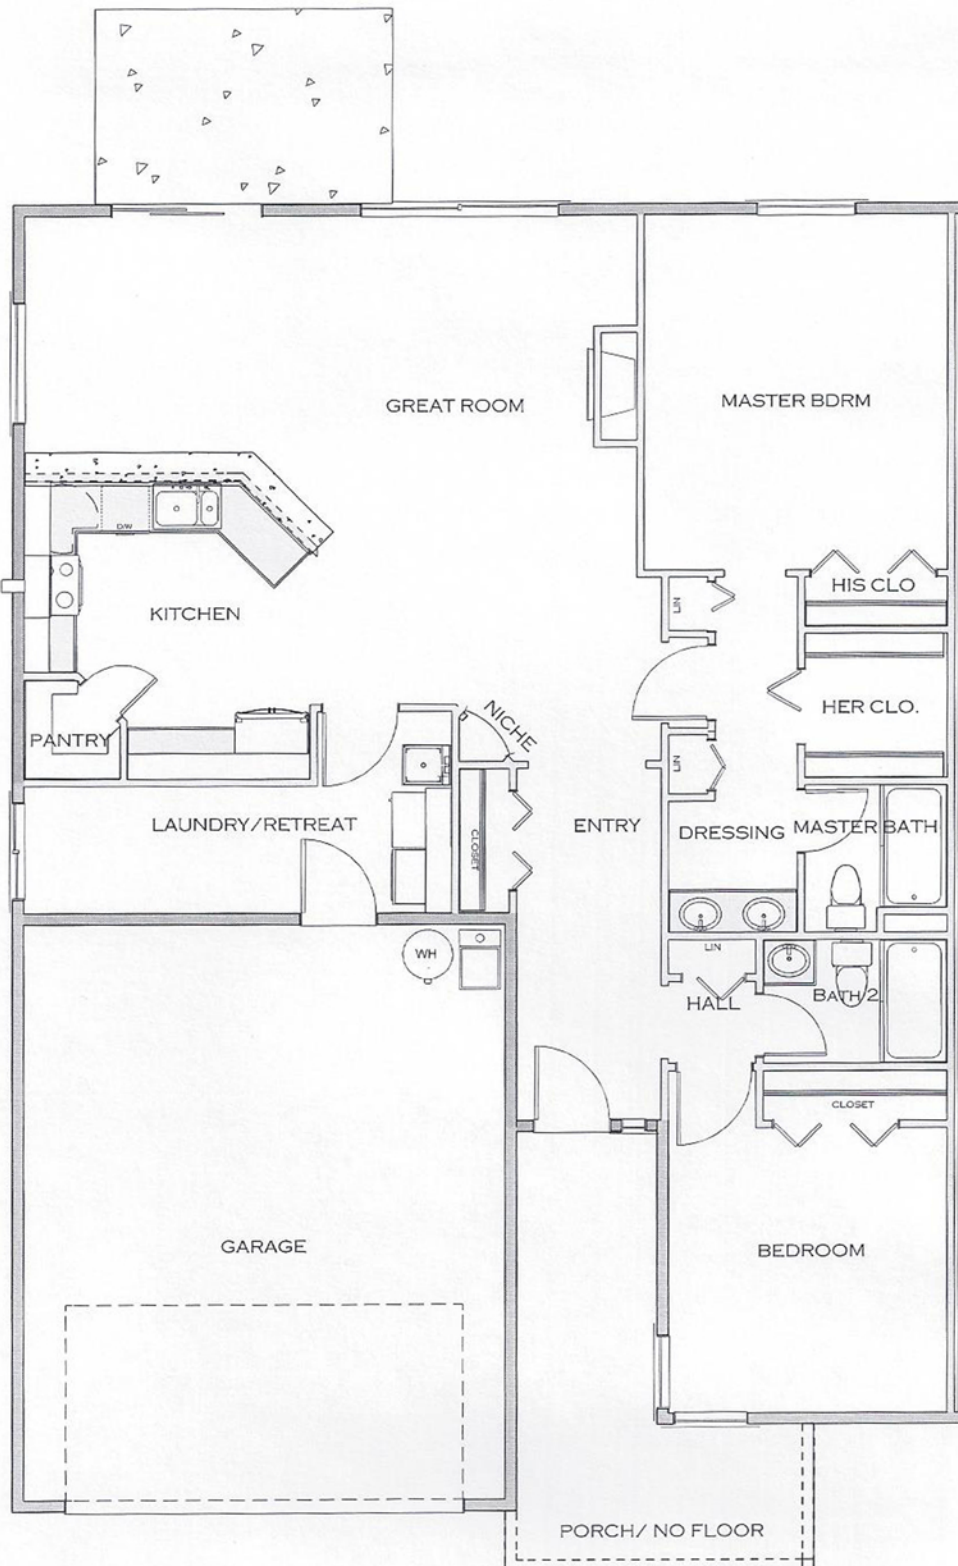 GREAT ROOM
MASTER BDRM
D/W
KITCHEN
HIS CLO
LIN
HER CLO.
NICHE
PANTRY
LIN
LAUNDRY/RETREAT
CLOSET
ENTRY
DRESSING
MASTER BATH
WH
LIN
HALL
BATH 2
CLOSET
GARAGE
BEDROOM
PORCH/ NO FLOOR